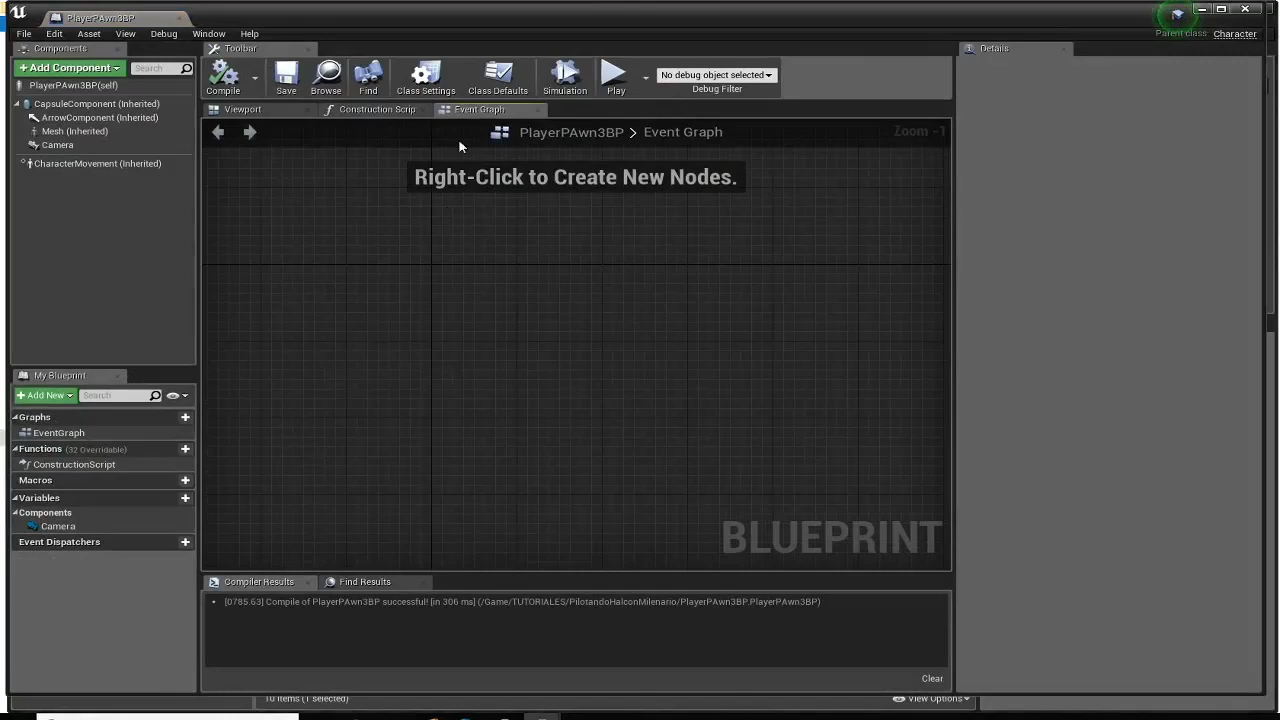 PlayerPAwn3BP
File Edit Asset View Debug Window Help
Parent class: Character
Components
+ Add Component
Search
PlayerPAwn3BP(self)
CapsuleComponent (Inherited)
ArrowComponent (Inherited)
Mesh (Inherited)
Camera
CharacterMovement (Inherited)
Toolbar
Compile
Save
Browse
Find
Class Settings
Class Defaults
Simulation
Play
No debug object selected
Debug Filter
Viewport
Construction Scrip
Event Graph
PlayerPAwn3BP > Event Graph
Zoom -1
Right-Click to Create New Nodes.
BLUEPRINT
Details
My Blueprint
+ Add New
Search
Graphs
EventGraph
Functions (32 Overridable)
ConstructionScript
Macros
Variables
Components
Camera
Event Dispatchers
Compiler Results
Find Results
[0785.63] Compile of PlayerPAwn3BP successful! [in 306 ms] (/Game/TUTORIALES/PilotandoHalconMilenario/PlayerPAwn3BP.PlayerPAwn3BP)
Clear
10 items (1 selected)
View Options